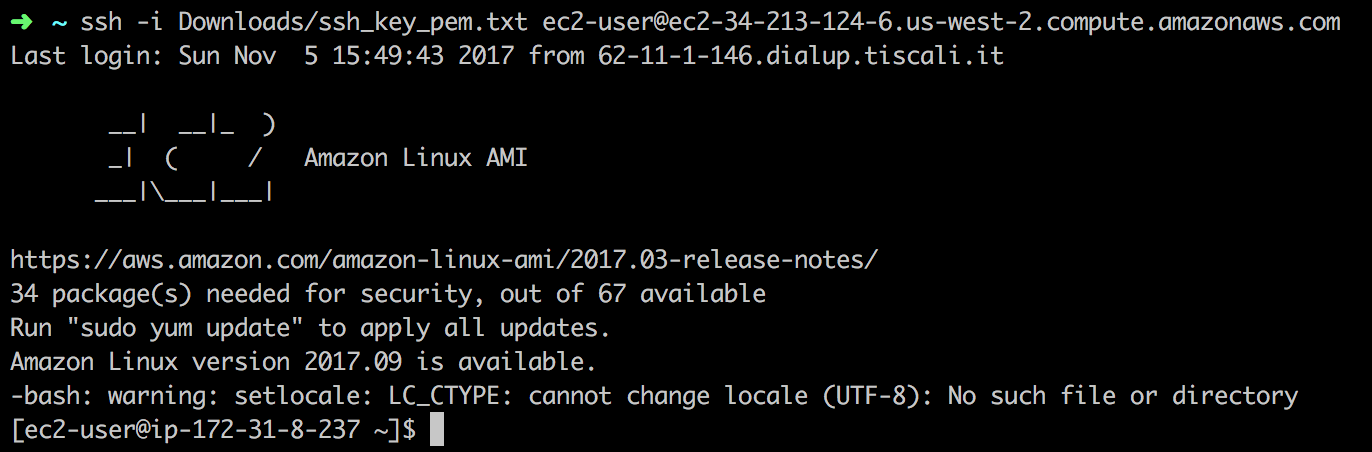 ➜ ~ ssh -i Downloads/ssh_key_pem.txt ec2-user@ec2-34-213-124-6.us-west-2.compute.amazonaws.com
Last login: Sun Nov  5 15:49:43 2017 from 62-11-1-146.dialup.tiscali.it

       __|  __|_  )
       _|  (     /   Amazon Linux AMI
      ___|\___|___|

https://aws.amazon.com/amazon-linux-ami/2017.03-release-notes/
34 package(s) needed for security, out of 67 available
Run "sudo yum update" to apply all updates.
Amazon Linux version 2017.09 is available.
-bash: warning: setlocale: LC_CTYPE: cannot change locale (UTF-8): No such file or directory
[ec2-user@ip-172-31-8-237 ~]$